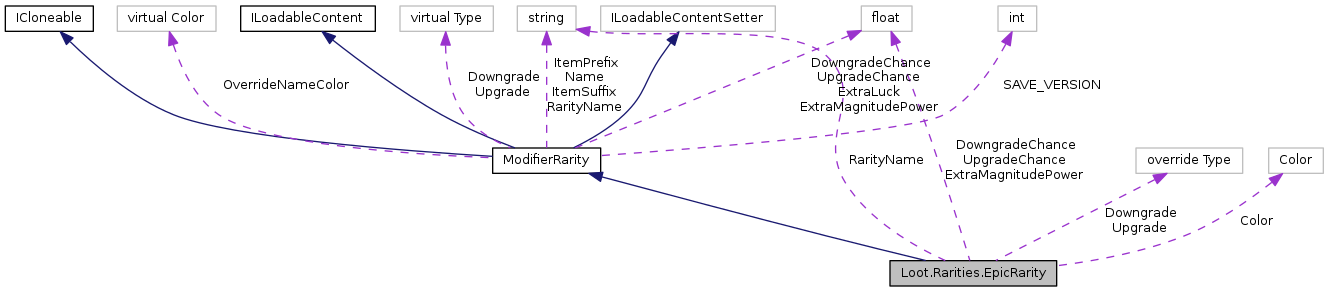 ICloneable
virtual Color
ILoadableContent
virtual Type
string
ILoadableContentSetter
float
int
OverrideNameColor
Downgrade
Upgrade
ItemPrefix
Name
ItemSuffix
RarityName
DowngradeChance
UpgradeChance
ExtraLuck
ExtraMagnitudePower
SAVE_VERSION
ModifierRarity
RarityName
DowngradeChance
UpgradeChance
ExtraMagnitudePower
override Type
Color
Downgrade
Upgrade
Color
Loot.Rarities.EpicRarity